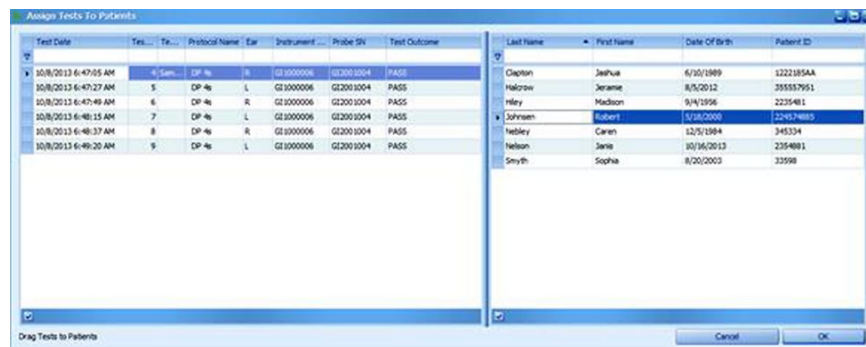 Assign Tests To Patients
Test Date Tes... Te... Protocol Name Ear Instrument ... Probe SN Test Outcome
10/8/2013 6:47:05 AM 4 Sam... DP 4s R GI1000006 GI2001004 PASS
10/8/2013 6:47:27 AM 5 DP 4s L GI1000006 GI2001004 PASS
10/8/2013 6:47:49 AM 6 DP 4s R GI1000006 GI2001004 PASS
10/8/2013 6:48:15 AM 7 DP 4s L GI1000006 GI2001004 PASS
10/8/2013 6:48:37 AM 8 DP 4s R GI1000006 GI2001004 PASS
10/8/2013 6:49:20 AM 9 DP 4s L GI1000006 GI2001004 PASS
Last Name First Name Date Of Birth Patient ID
Clapton Jashua 6/10/1989 1222185AA
Halcrow Jeramie 8/5/2012 355557951
Hiley Madison 9/4/1956 2235481
Johnsen Robert 5/18/2000 224574885
Nebley Caren 12/5/1984 345334
Nelson Janis 10/16/2013 2354881
Smyth Sophia 8/20/2003 33598
Drag Tests to Patients
Cancel OK